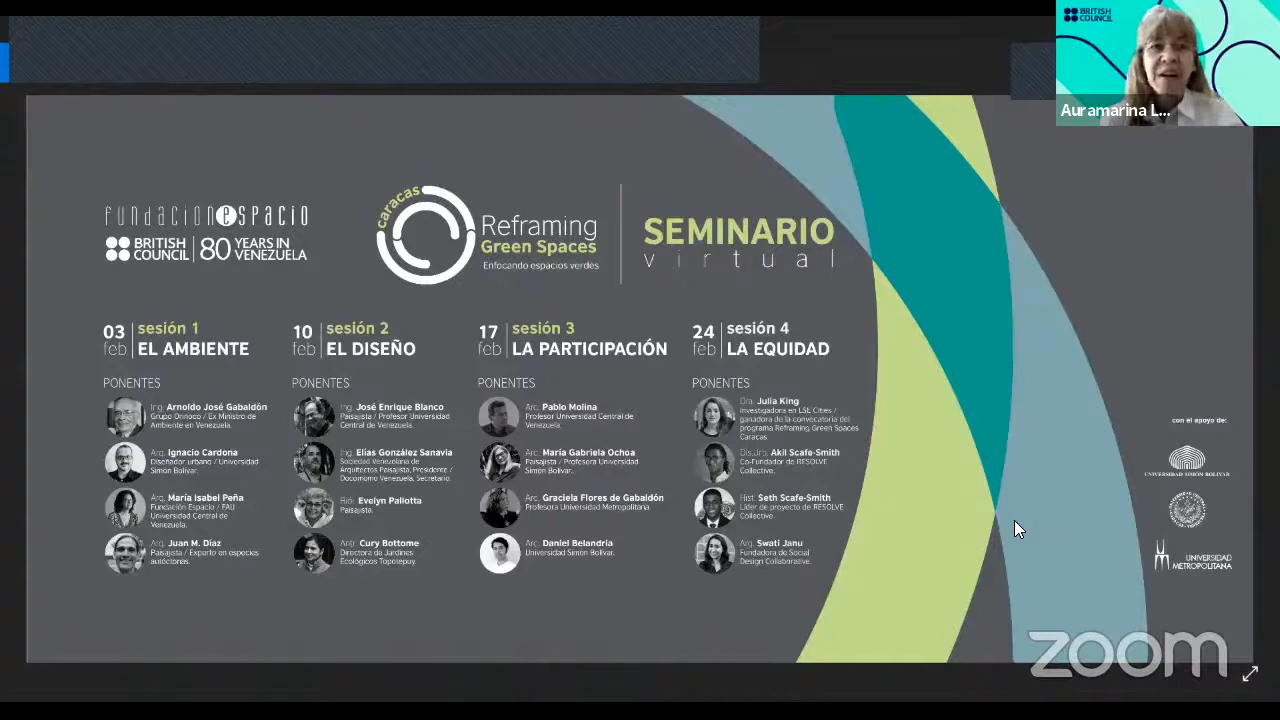 BRITISH
COUNCIL
Auramarina L...
fundación espacio
BRITISH
COUNCIL
80 YEARS IN
VENEZUELA
caracas
Reframing
Green Spaces
Enfocando espacios verdes
SEMINARIO
virtual
03
feb
sesión 1
EL AMBIENTE
PONENTES
Ing. Arnoldo José Gabaldón
Grupo Orinoco / Ex Ministro de
Ambiente en Venezuela.
Arq. Ignacio Cardona
Diseñador urbano / Universidad
Simón Bolívar.
Arq. María Isabel Peña
Fundación Espacio / FAU
Universidad Central de
Venezuela.
Arq. Juan M. Díaz
Paisajista / Experto en especies
autóctonas.
10
feb
sesión 2
EL DISEÑO
PONENTES
Ing. José Enrique Blanco
Paisajista / Profesor Universidad
Central de Venezuela.
Ing. Elías González Sanavia
Sociedad Venezolana de
Arquitectos Paisajista, Presidente /
Docomomo Venezuela, Secretario.
Biól. Evelyn Pallotta
Paisajista.
Antr. Cury Bottome
Directora de Jardines
Ecológicos Topotepuy.
17
feb
sesión 3
LA PARTICIPACIÓN
PONENTES
Arc. Pablo Molina
Profesor Universidad Central de
Venezuela.
Arc. María Gabriela Ochoa
Paisajista / Profesora Universidad
Simón Bolívar.
Arc. Graciela Flores de Gabaldón
Profesora Universidad Metropolitana
Arc. Daniel Belandria
Universidad Simón Bolívar.
24
feb
sesión 4
LA EQUIDAD
PONENTES
Dra. Julia King
Investigadora en LSE Cities /
ganadora de la convocatoria del
programa Reframing Green Spaces
Caracas
Dis.Urb. Akil Scafe-Smith
Co-Fundador de RESOLVE
Collective.
Hist. Seth Scafe-Smith
Líder de proyecto de RESOLVE
Collective.
Arq. Swati Janu
Fundadora de Social
Design Collaborative.
con el apoyo de:
UNIVERSIDAD SIMÓN BOLÍVAR
UNIVERSIDAD
METROPOLITANA
zoom